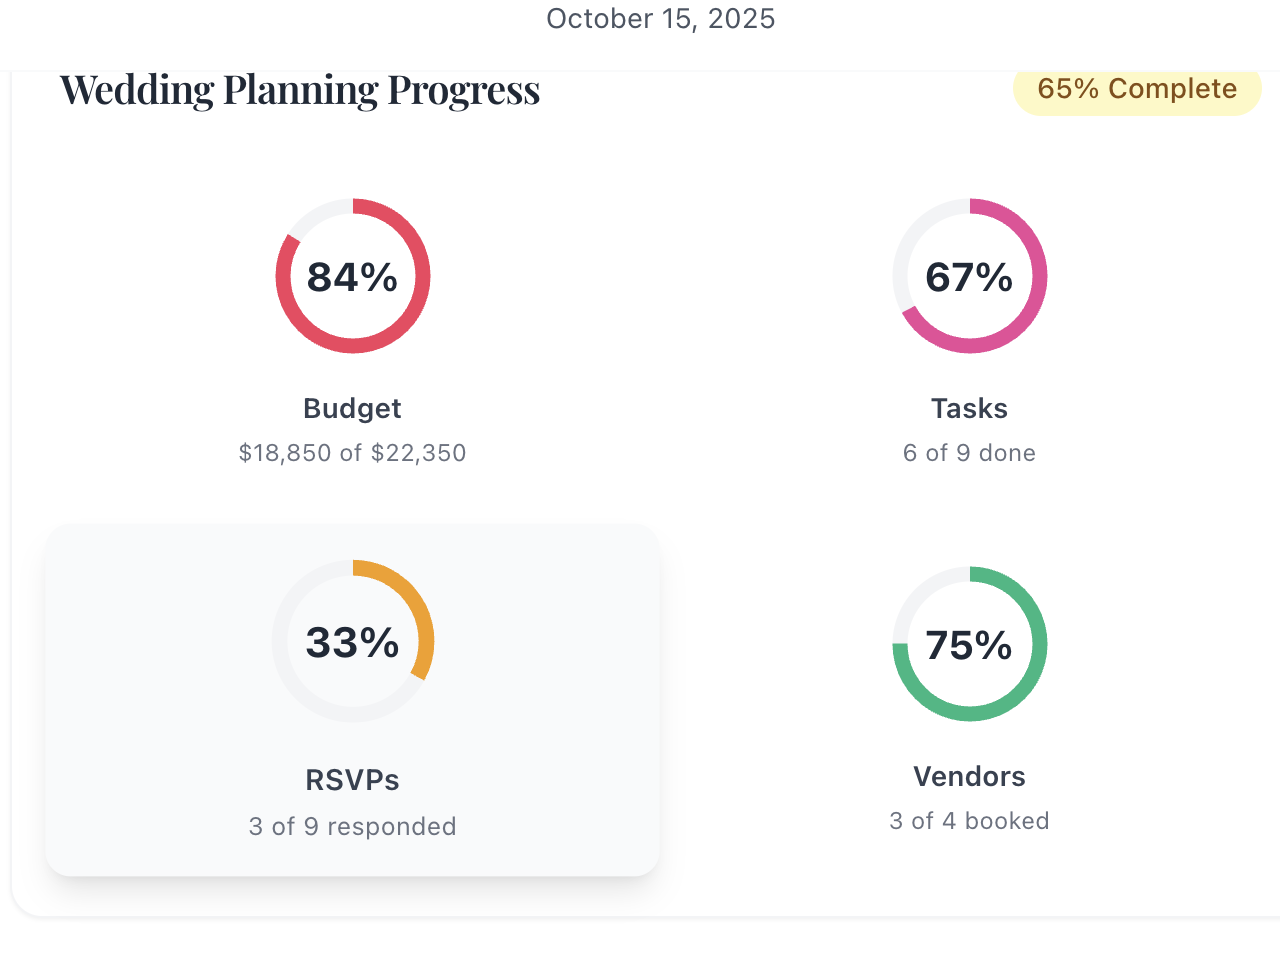 October 15, 2025
Wedding Planning Progress
65% Complete
84%
Budget
$18,850 of $22,350
67%
Tasks
6 of 9 done
33%
RSVPs
3 of 9 responded
75%
Vendors
3 of 4 booked